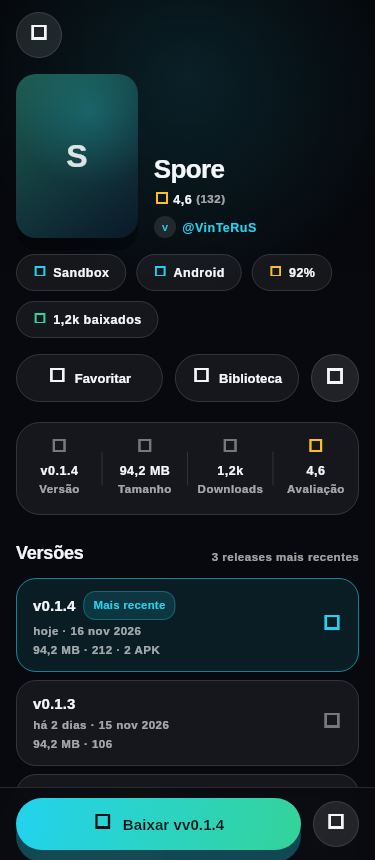 S
Spore
4,6 (132)
v @VinTeRuS
Sandbox
Android
92%
1,2k baixados
Favoritar
Biblioteca
v0.1.4
94,2 MB
1,2k
4,6
Versão
Tamanho
Downloads
Avaliação
Versões
3 releases mais recentes
v0.1.4 Mais recente
hoje · 16 nov 2026
94,2 MB · 212 · 2 APK
v0.1.3
há 2 dias · 15 nov 2026
94,2 MB · 106
Baixar vv0.1.4